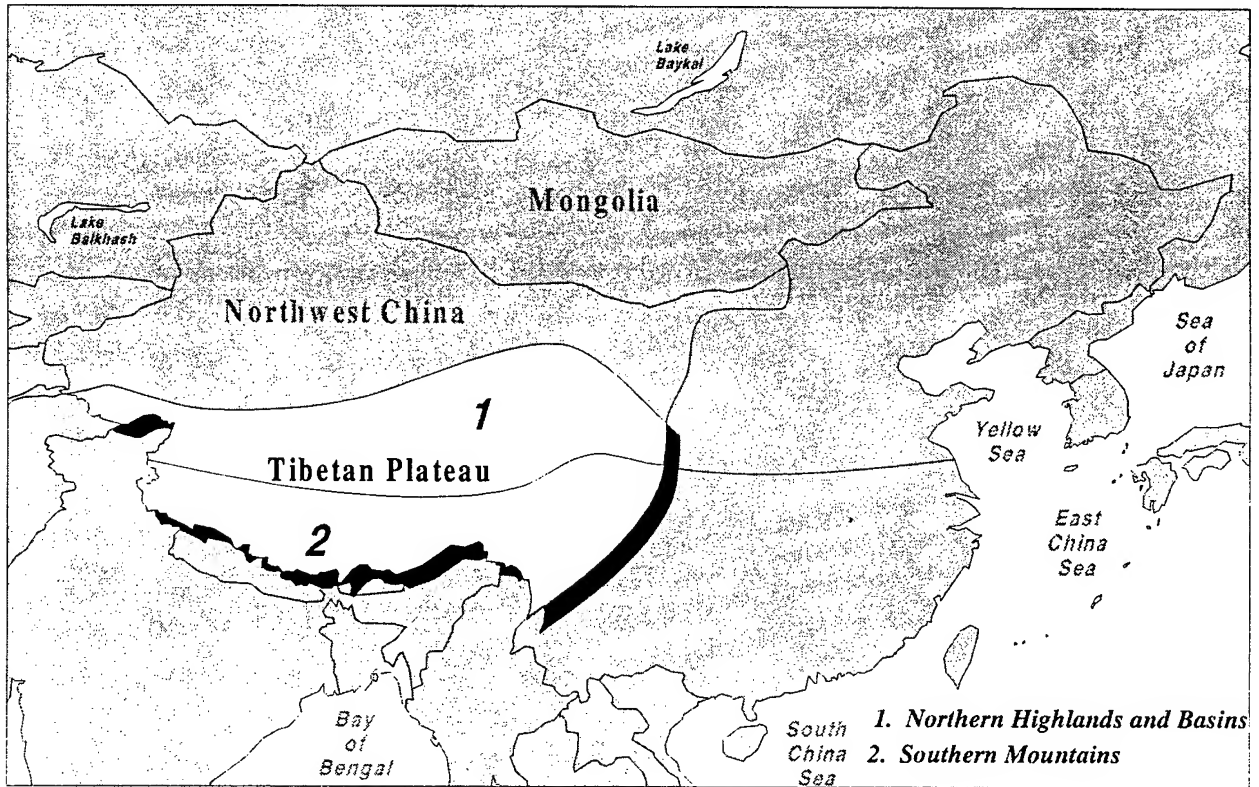 Lake
Baykal
Mongolia
Lake
Balkhash
Northwest China
Sea
of
Japan
1
Yellow
Sea
Tibetan Plateau
East
China
Sea
2
Bay
of
Bengal
South
China
Sea
1. Northern Highlands and Basins
2. Southern Mountains